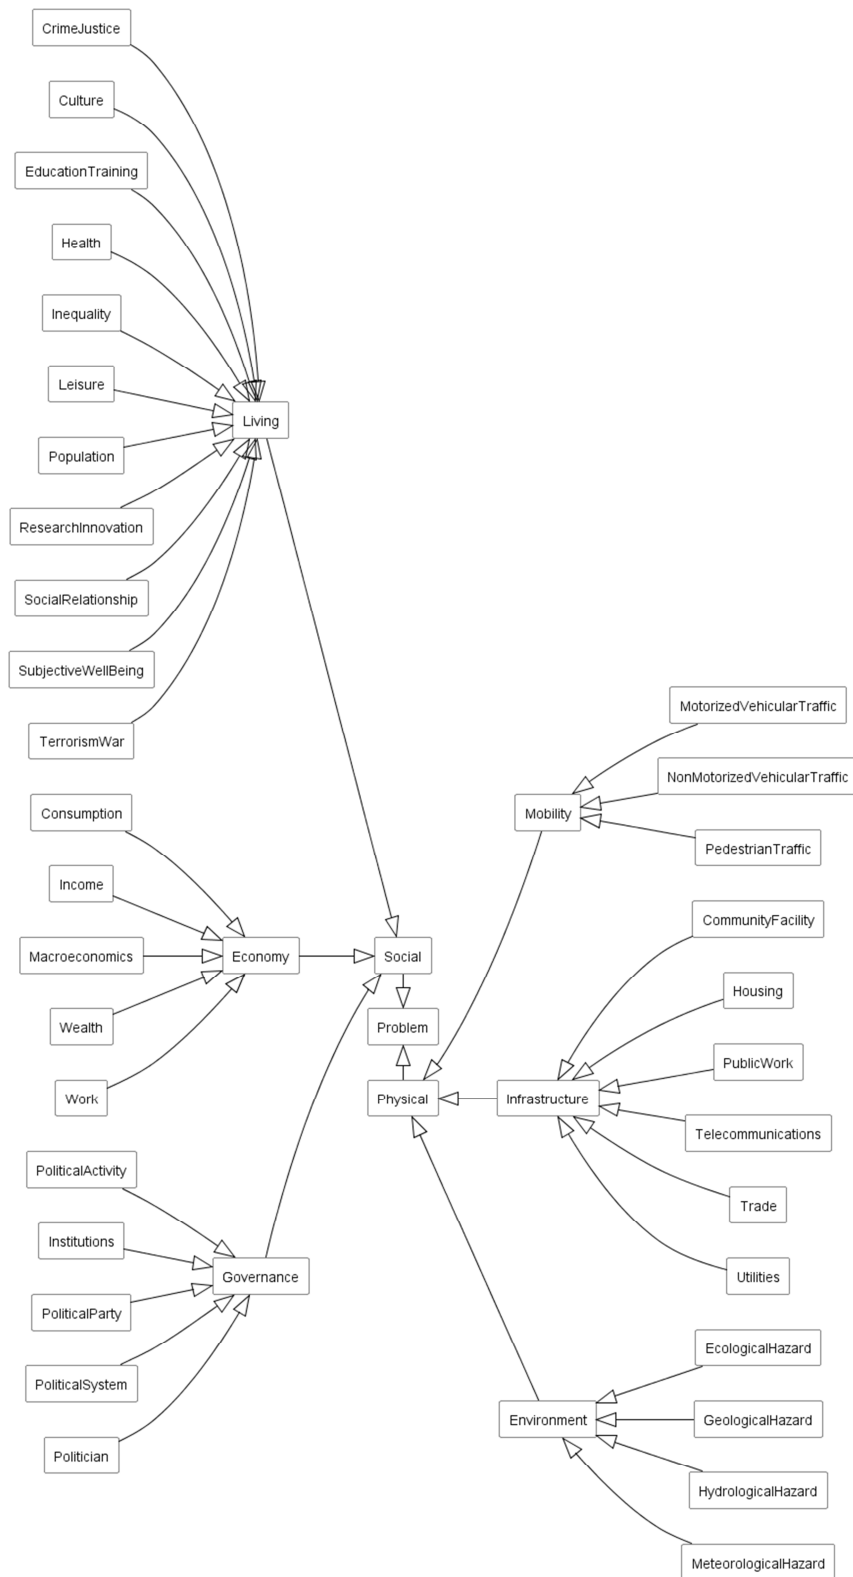 CrimeJustice
Culture
EducationTraining
Health
Inequality
Leisure
Living
Population
ResearchInnovation
SocialRelationship
SubjectiveWellBeing
TerrorismWar
MotorizedVehicularTraffic
NonMotorizedVehicularTraffic
Mobility
PedestrianTraffic
Consumption
Income
Macroeconomics
Economy
Social
Wealth
Work
CommunityFacility
Housing
Problem
PublicWork
Physical
Infrastructure
Telecommunications
Trade
Utilities
PoliticalActivity
Institutions
Governance
PoliticalParty
PoliticalSystem
Politician
EcologicalHazard
Environment
GeologicalHazard
HydrologicalHazard
MeteorologicalHazard